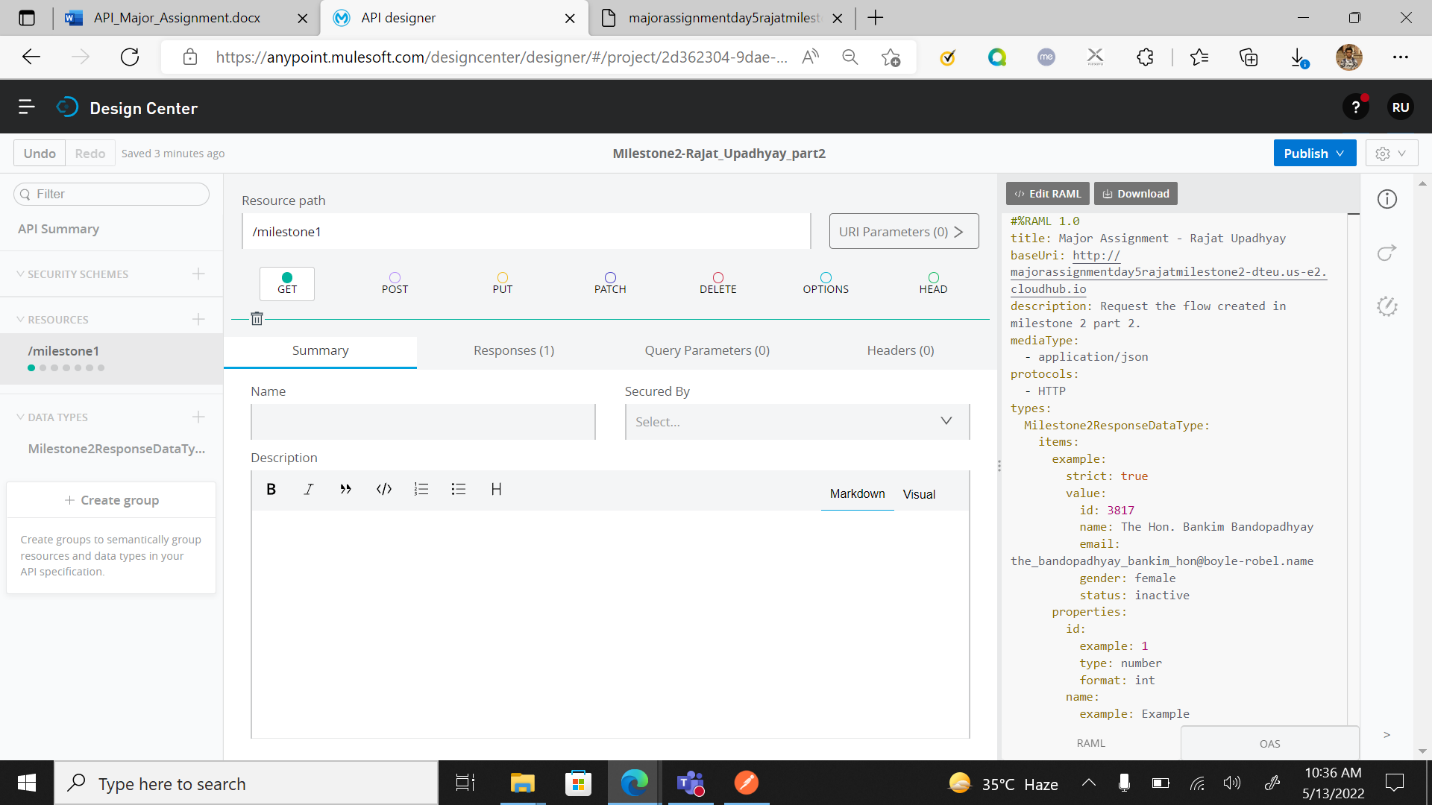 API_Major_Assignment.docx
API designer
majorassignmentday5rajatmilest
https://anypoint.mulesoft.com/designcenter/designer/#/project/2d362304-9dae-...
Design Center
?
RU
Undo
Redo
Saved 3 minutes ago
MIlestone2-RaJat_Upadhyay_part2
Publish
Filter
API Summary
SECURITY SCHEMES
RESOURCES
/milestone1
DATA TYPES
Milestone2ResponseDataTy...
+ Create group
Create groups to semantically group
resources and data types in your
API specification.
Resource path
/milestone1
URI Parameters (0) >
GET
POST
PUT
PATCH
DELETE
OPTIONS
HEAD
Summary
Responses (1)
Query Parameters (0)
Headers (0)
Name
Secured By
Select...
Description
B
I
H
Markdown
Visual
</> Edit RAML
Download
#%RAML 1.0
title: Major Assignment - Rajat Upadhyay
baseUri: http://
majorassignmentday5rajatmilestone2-dteu.us-e2.
cloudhub.io
description: Request the flow created in
milestone 2 part 2.
mediaType:
- application/json
protocols:
- HTTP
types:
Milestone2ResponseDataType:
items:
example:
strict: true
value:
id: 3817
name: The Hon. Bankim Bandopadhyay
email:
the_bandopadhyay_bankim_hon@boyle-robel.name
gender: female
status: inactive
properties:
id:
example: 1
type: number
format: int
name:
example: Example
RAML
OAS
Type here to search
35°C Haze
10:36 AM
5/13/2022